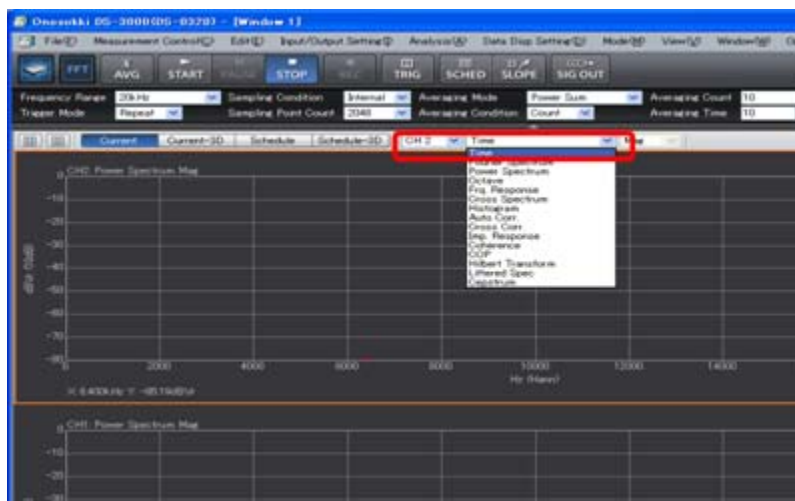 Onosokki DS-3000(DS-0320) - [Window 1]
File(F) Measurement Control(C) Edit(E) Input/Output Setting(I) Analysis(A) Data Disp. Setting(D) Mode(M) View(V) Window(W)
FFT AVG START PAUSE STOP REC TRIG SCHED SLOPE SIG OUT
Frequency Range 20kHz Sampling Condition Internal Averaging Mode Power Sum Averaging Count 10
Trigger Mode Repeat Sampling Point Count 2048 Averaging Condition Count Averaging Time 10
Current Current-3D Schedule Schedule-3D CH 2 Time Mag
Time
Fourier Spectrum
Power Spectrum
Octave
Frq. Response
Cross Spectrum
Histogram
Auto Corr.
Cross Corr.
Imp. Response
Coherence
COP
Hilbert Transform
Liftered Spec
Cepstrum
CH2: Power Spectrum Mag
0
-10
-20
-30
-40
-50
-60
-70
-80
0 2000 4000 6000 8000 10000 12000 14000
Hz (Hann)
CH1: Power Spectrum Mag
0
-10
-20
-30